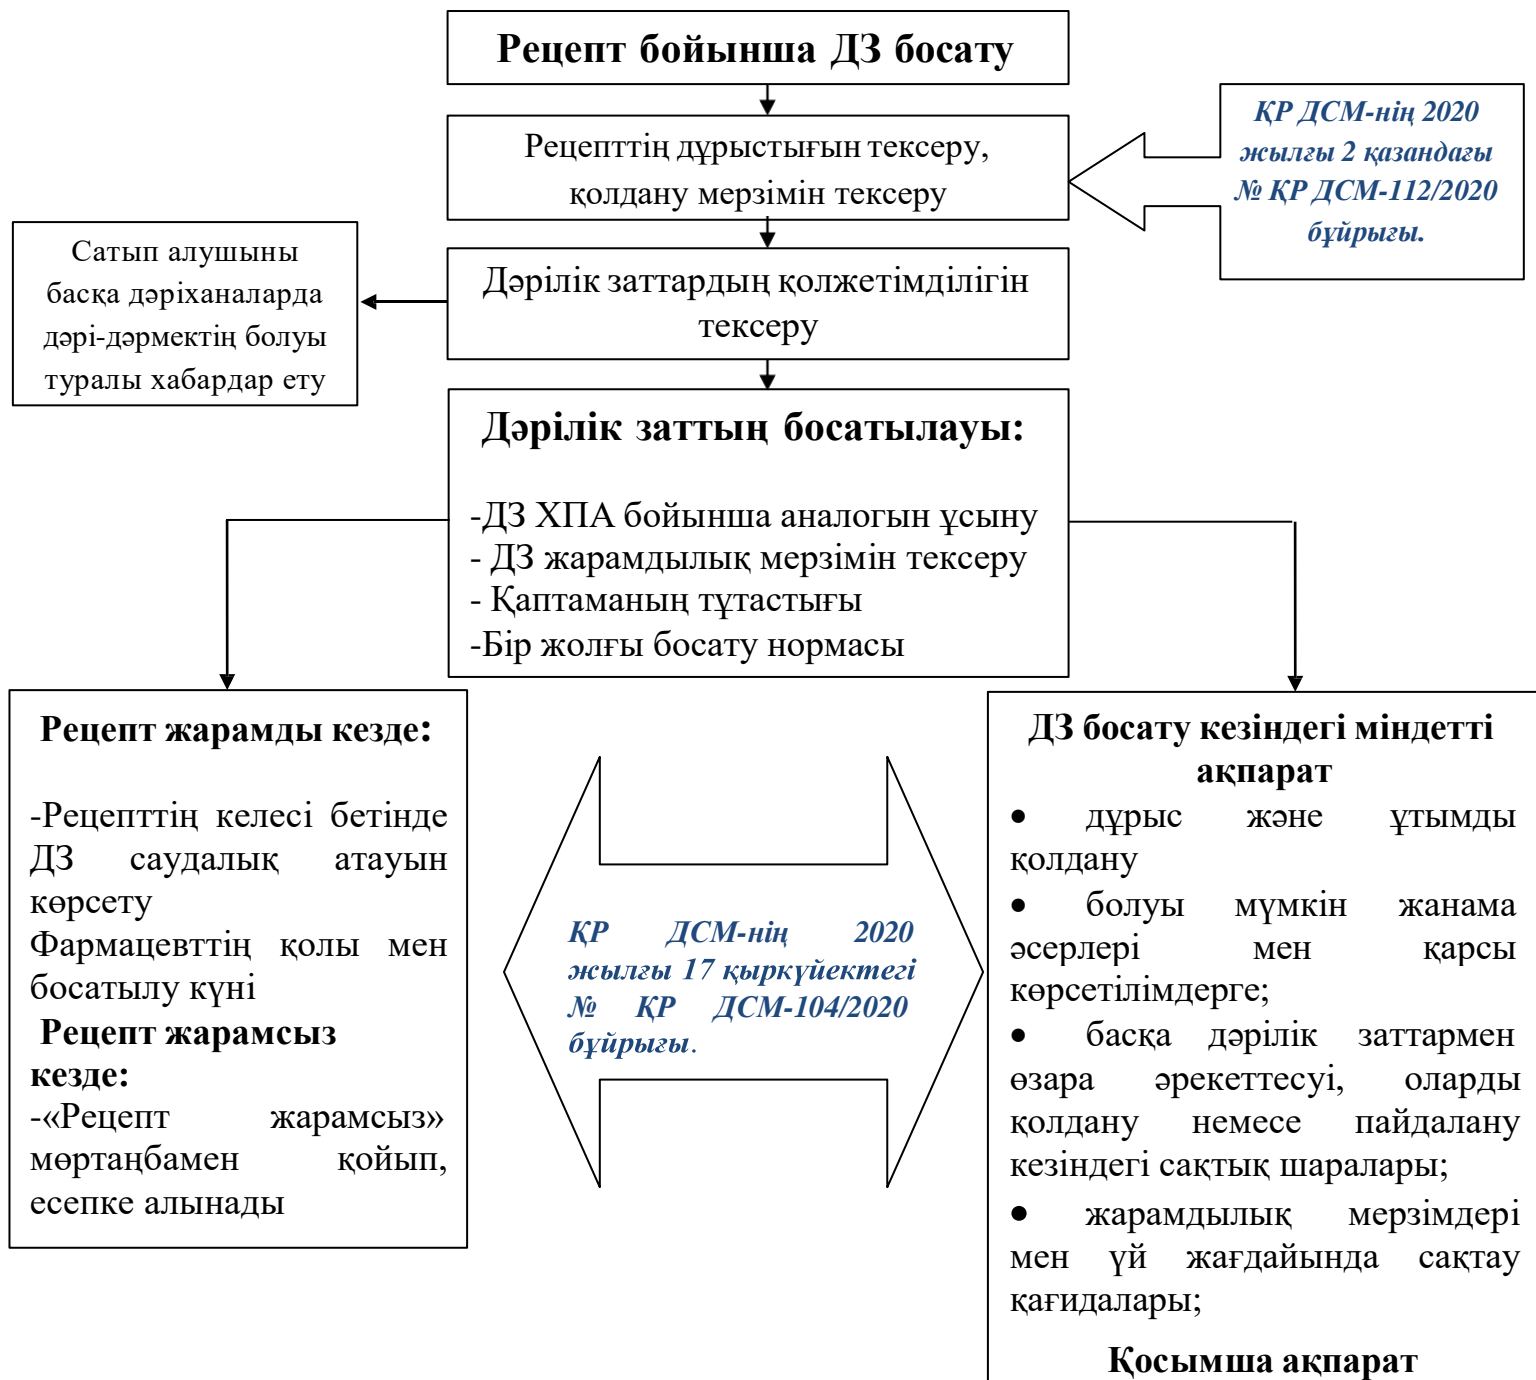 Рецепт бойынша ДЗ босату
Рецепттің дұрыстығын тексеру,
қолдану мерзімін тексеру
ҚР ДСМ-нің 2020
жылғы 2 қазандағы
№ ҚР ДСМ-112/2020
бұйрығы.
Дәрілік заттардың қолжетімділігін
тексеру
Сатып алушыны
басқа дәріханаларда
дәрі-дәрмектің болуы
туралы хабардар ету
Дәрілік заттың босатылауы:
-ДЗ ХПА бойынша аналогын ұсыну
- ДЗ жарамдылық мерзімін тексеру
- Қаптаманың тұтастығы
-Бір жолғы босату нормасы
Рецепт жарамды кезде:
-Рецепттің келесі бетінде
ДЗ саудалық атауын
көрсету
Фармацевттің қолы мен
босатылу күні
Рецепт жарамсыз
кезде:
-«Рецепт жарамсыз»
мөртаңбамен қойып,
есепке алынады
ҚР ДСМ-нің 2020
жылғы 17 қыркүйектегі
№ ҚР ДСМ-104/2020
бұйрығы.
ДЗ босату кезіндегі міндетті
ақпарат
• дұрыс және ұтымды
қолдану
• болуы мүмкін жанама
әсерлері мен қарсы
көрсетілімдерге;
• басқа дәрілік заттармен
өзара әрекеттесуі, оларды
қолдану немесе пайдалану
кезіндегі сақтық шаралары;
• жарамдылық мерзімдері
мен үй жағдайында сақтау
қағидалары;
Қосымша ақпарат